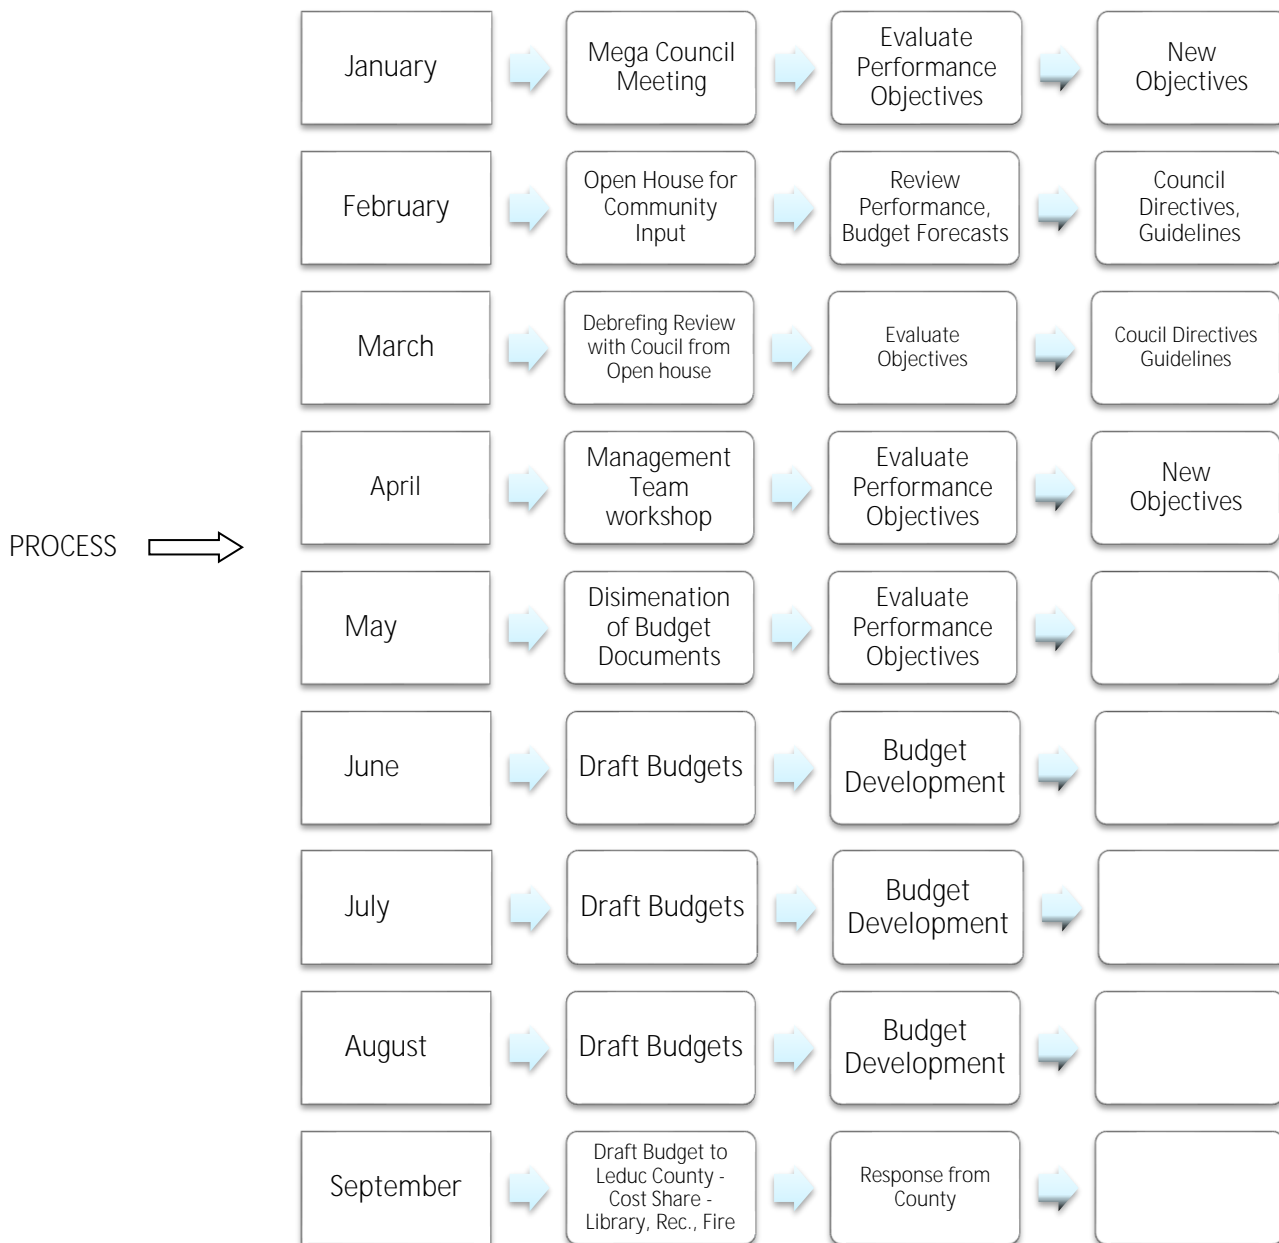 January
Mega Council
Meeting
Evaluate
Performance
Objectives
New
Objectives
February
Open House for
Community
Input
Review
Performance,
Budget Forecasts
Council
Directives,
Guidelines
March
Debrefing Review
with Coucil from
Open house
Evaluate
Objectives
Coucil Directives
Guidelines
April
Management
Team
workshop
Evaluate
Performance
Objectives
New
Objectives
PROCESS
May
Disimenation
of Budget
Documents
Evaluate
Performance
Objectives
June
Draft Budgets
Budget
Development
July
Draft Budgets
Budget
Development
August
Draft Budgets
Budget
Development
September
Draft Budget to
Leduc County -
Cost Share -
Library, Rec., Fire
Response from
County